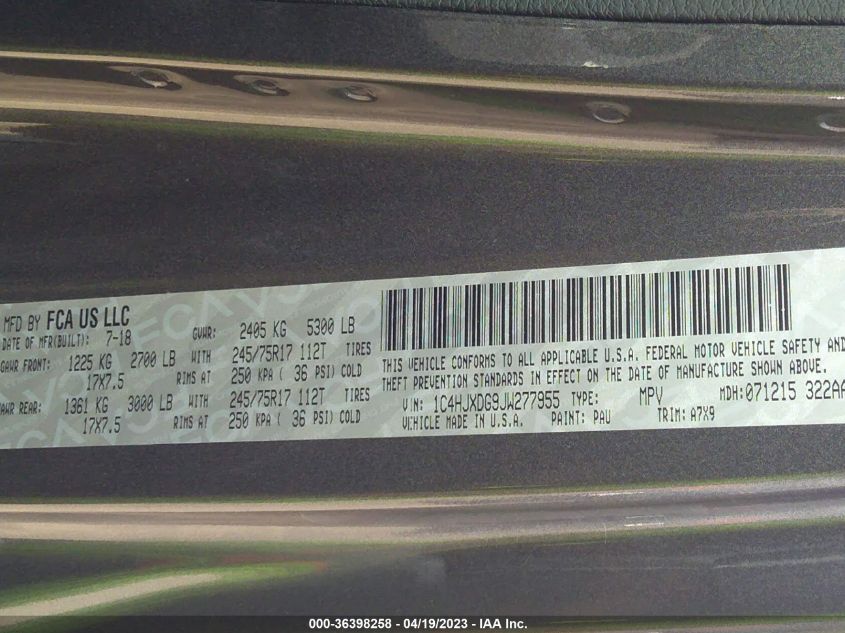 MFD BY FCA US LLC
DATE OF MFR(BUILT): 7-18 GVWR: 2405 KG 5300 LB
GAWR FRONT: 1225 KG 2700 LB WITH 245/75R17 112T TIRES
17X7.5 RIMS AT 250 KPA ( 36 PSI) COLD
AWR REAR: 1361 KG 3000 LB WITH 245/75R17 112T TIRES
17X7.5 RIMS AT 250 KPA ( 36 PSI) COLD
THIS VEHICLE CONFORMS TO ALL APPLICABLE U.S.A. FEDERAL MOTOR VEHICLE SAFETY AND
THEFT PREVENTION STANDARDS IN EFFECT ON THE DATE OF MANUFACTURE SHOWN ABOVE.
VIN: 1C4HJXDG9JW277955 TYPE: MPV MDH: 071215 322AA
VEHICLE MADE IN U.S.A. PAINT: PAU TRIM: A7X9
000-36398258 - 04/19/2023 - IAA Inc.